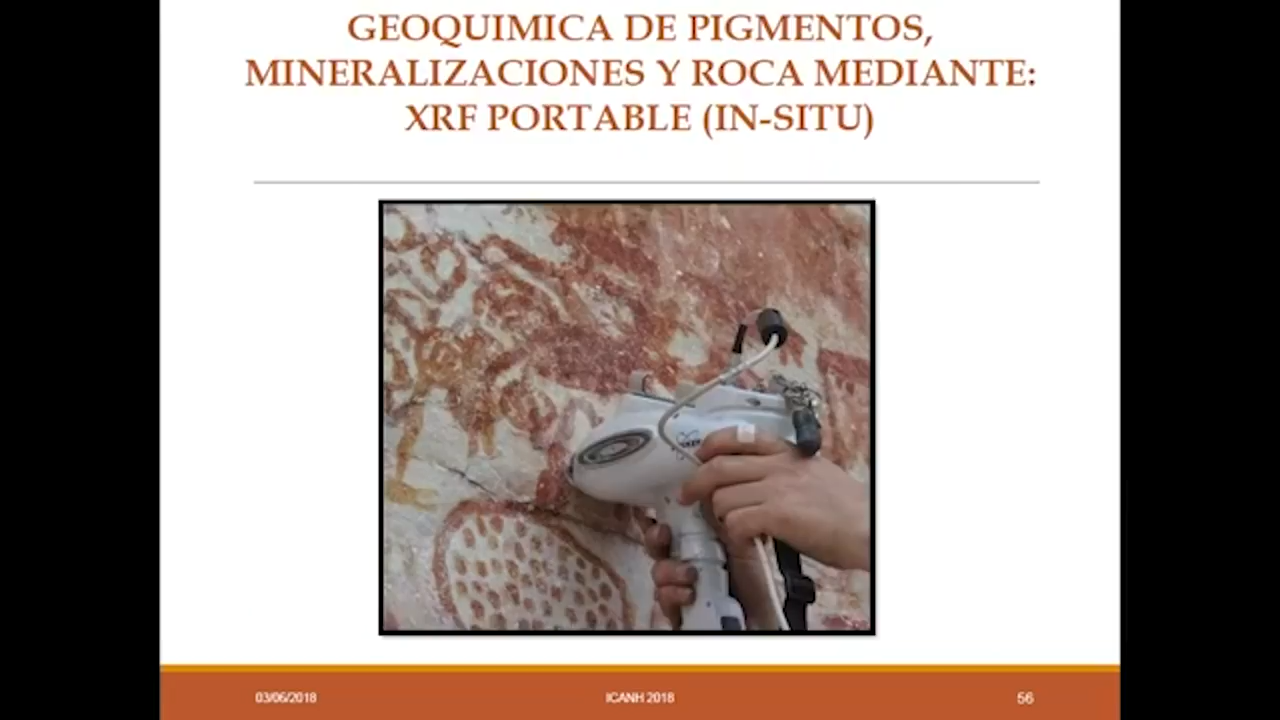 GEOQUIMICA DE PIGMENTOS,
MINERALIZACIONES Y ROCA MEDIANTE:
XRF PORTABLE (IN-SITU)
03/06/2018
ICANH 2018
56